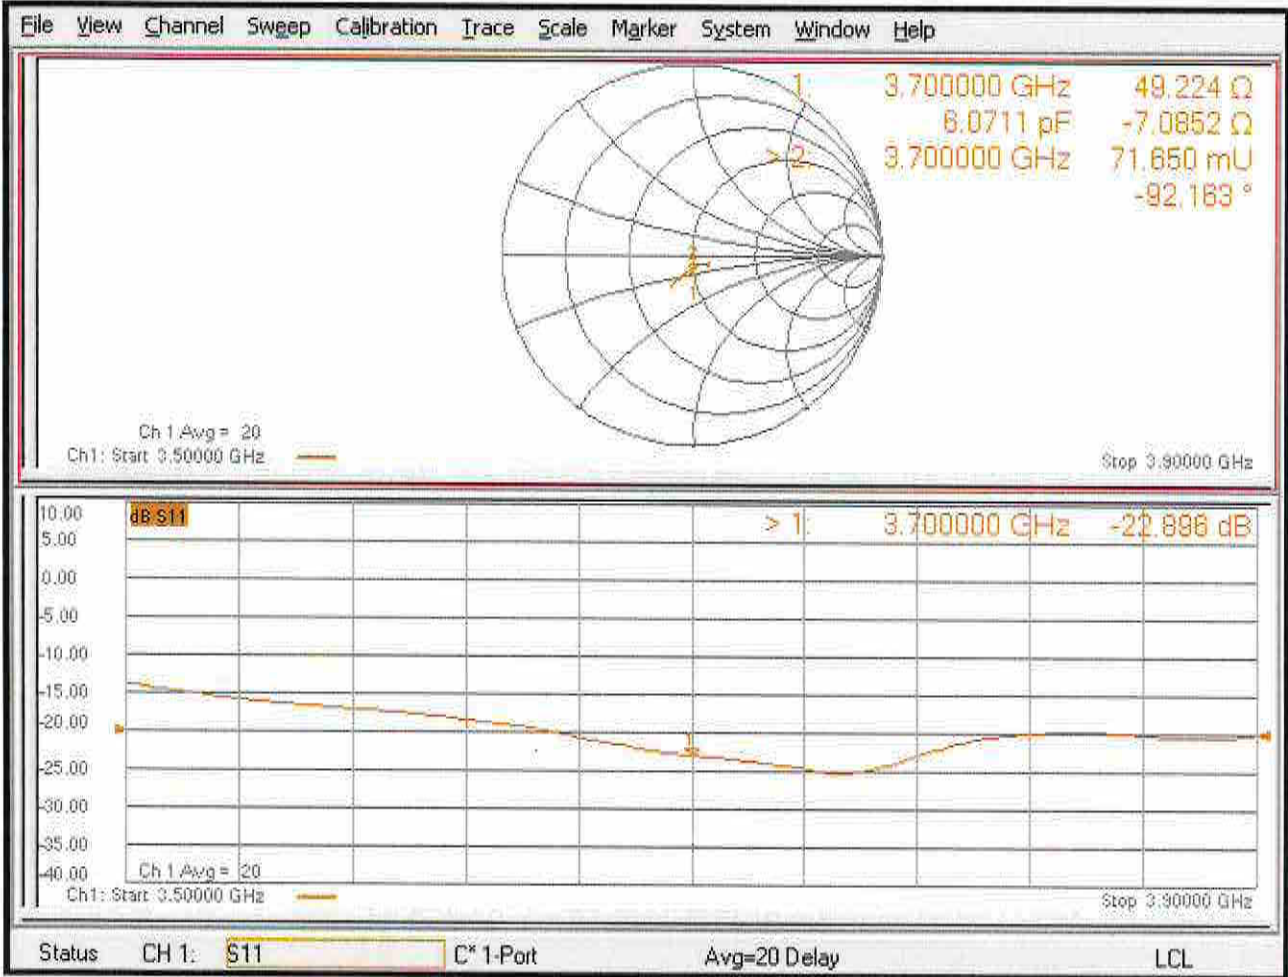 File View Channel Sweep Calibration Trace Scale Marker System Window Help
1: 3.700000 GHz 49.224 Ω
6.0711 pF -7.0852 Ω
> 2: 3.700000 GHz 71.650 mU
-92.163 °
2
1
Ch 1 Avg = 20
Ch1: Start 3.50000 GHz
Stop 3.90000 GHz
10.00 dB S11
> 1: 3.700000 GHz -22.896 dB
5.00
0.00
-5.00
-10.00
-15.00
-20.00
1
-25.00
-30.00
-35.00
-40.00
Ch 1 Avg = 20
Ch1: Start 3.50000 GHz
Stop 3.90000 GHz
Status CH 1: S11 C* 1-Port Avg=20 Delay LCL